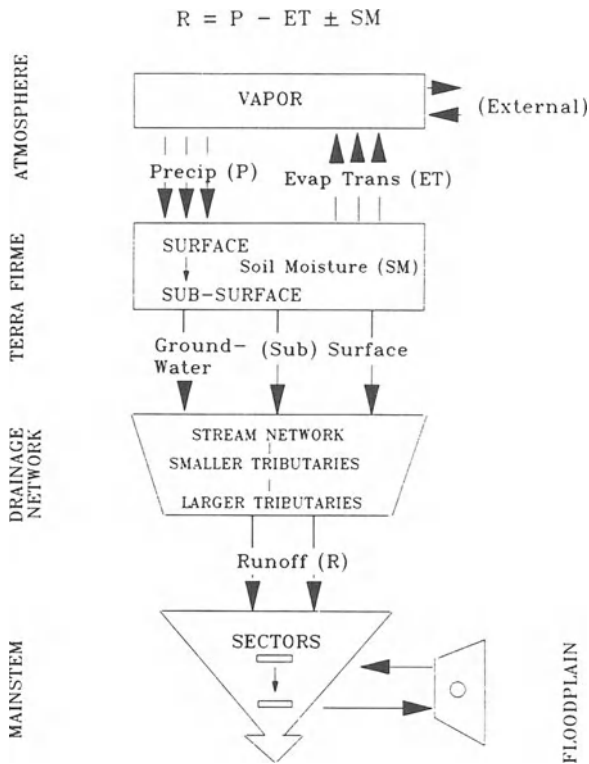 R = P – ET ± SM
ATMOSPHERE
VAPOR
(External)
Precip (P)
Evap Trans (ET)
TERRA FIRME
SURFACE
Soil Moisture (SM)
SUB-SURFACE
Ground-
Water
(Sub) Surface
DRAINAGE
NETWORK
STREAM NETWORK
SMALLER TRIBUTARIES
LARGER TRIBUTARIES
Runoff (R)
MAINSTEM
SECTORS
FLOODPLAIN